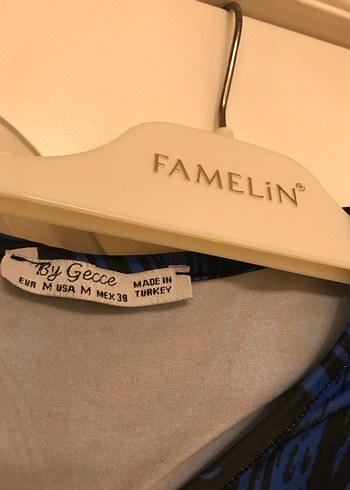 FAMELiN®
By Gecce
EUR M USA M MEX 38
MADE IN
TURKEY